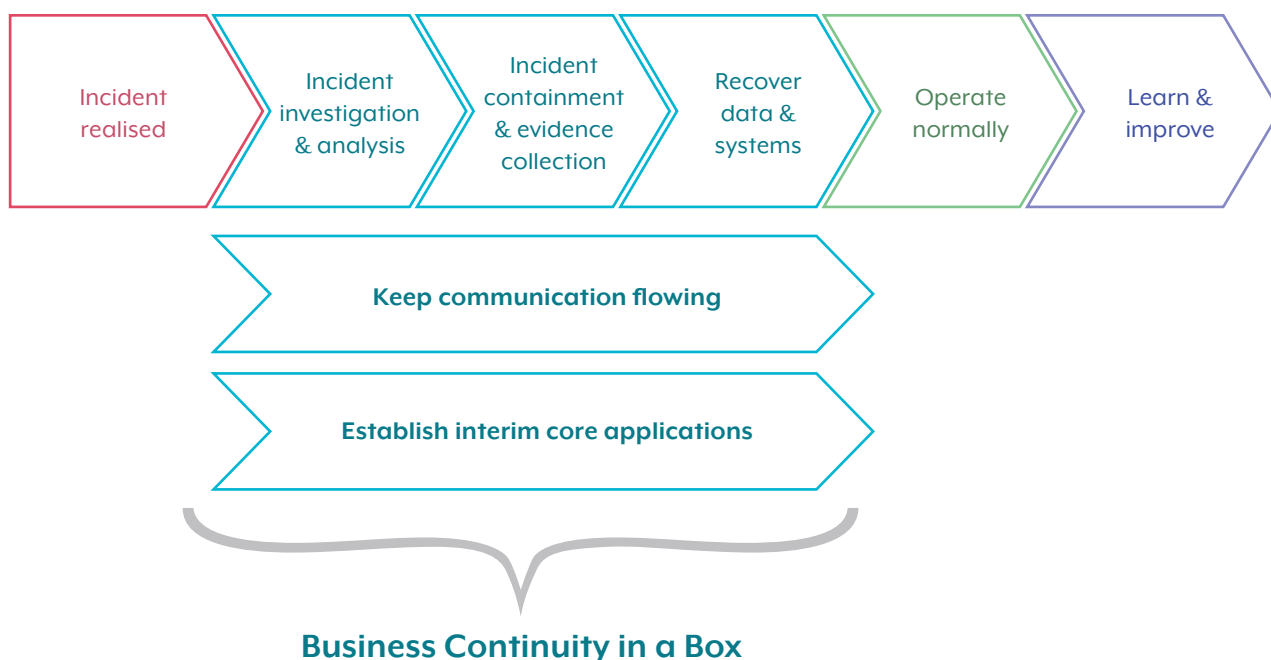 Incident
realised
Incident
investigation
& analysis
Incident
containment
& evidence
collection
Recover
data &
systems
Operate
normally
Learn &
improve
Keep communication flowing
Establish interim core applications
Business Continuity in a Box